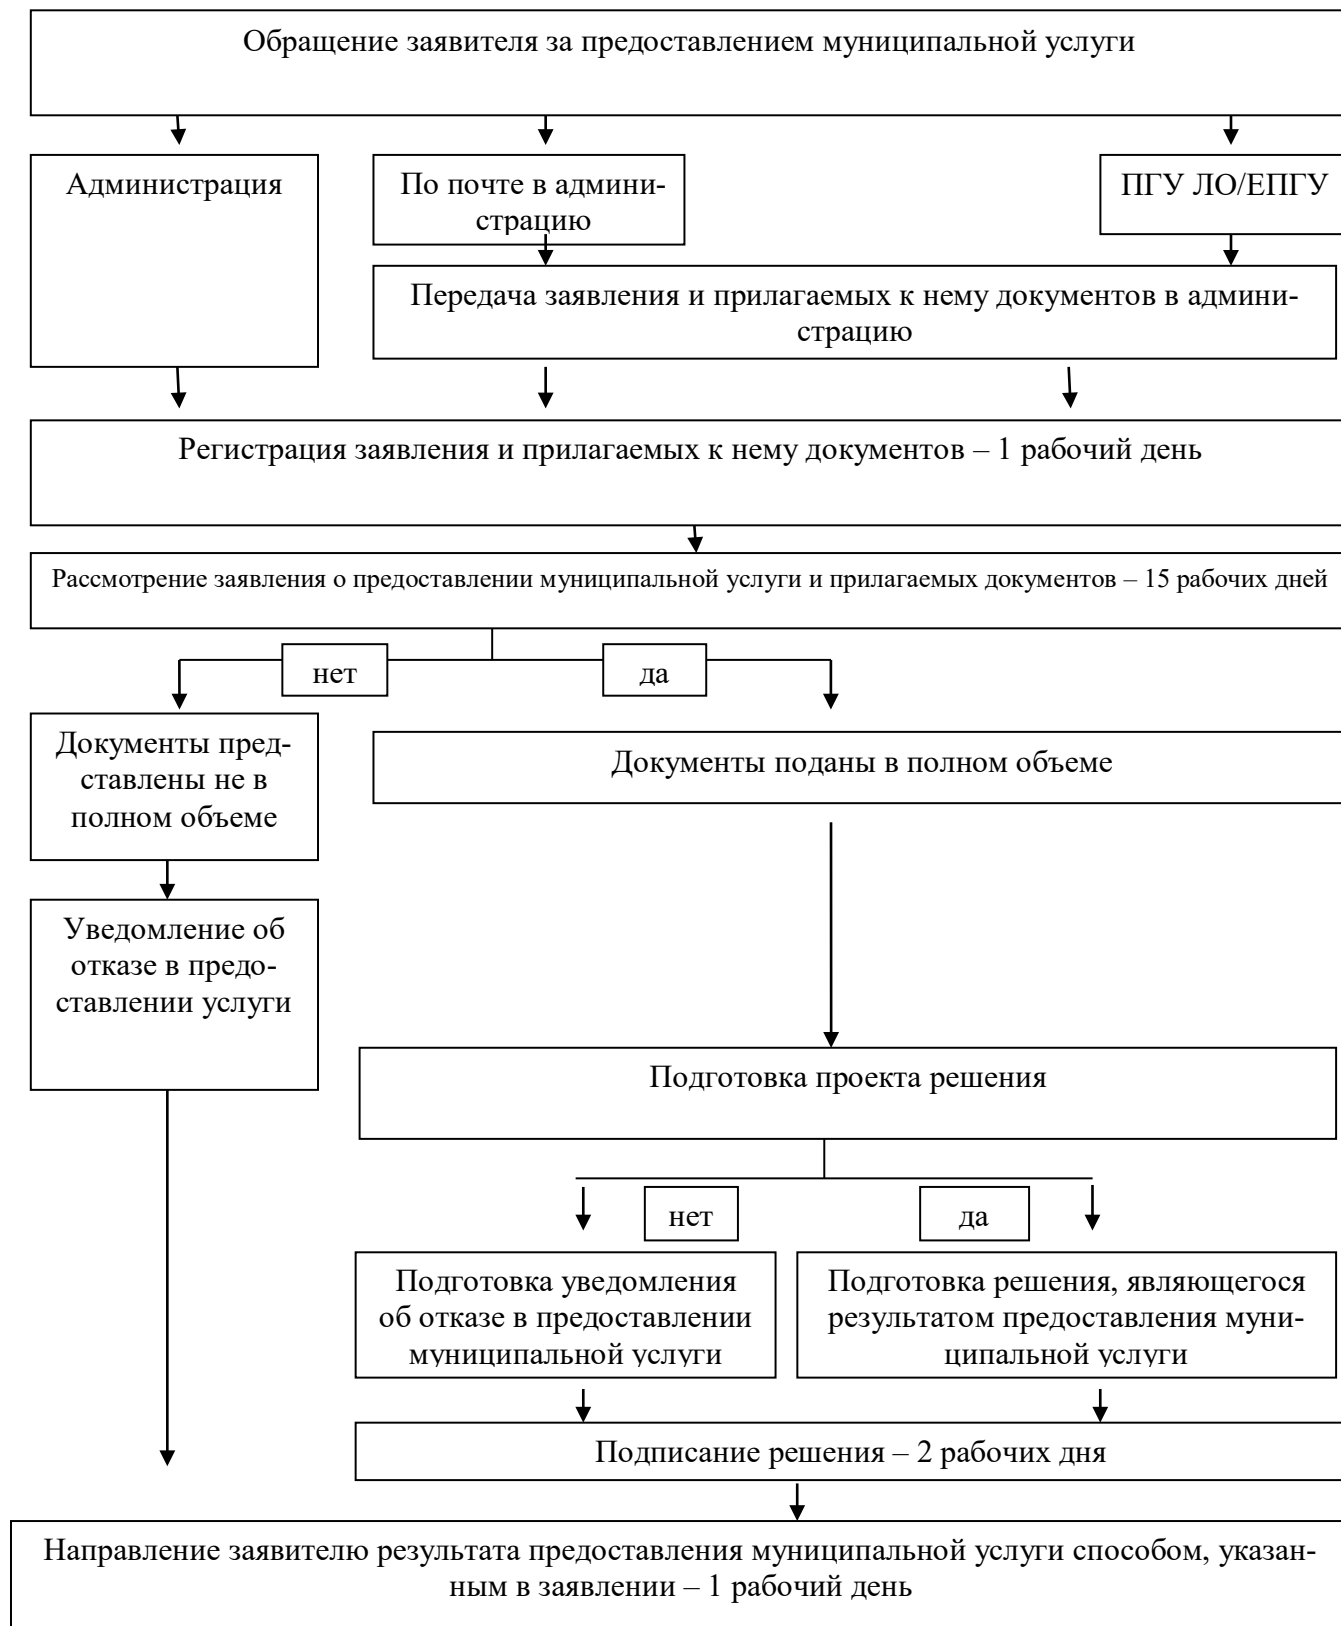 Обращение заявителя за предоставлением муниципальной услуги
Администрация
По почте в админи-
страцию
ПГУ ЛО/ЕПГУ
Передача заявления и прилагаемых к нему документов в админи-
страцию
Регистрация заявления и прилагаемых к нему документов – 1 рабочий день
Рассмотрение заявления о предоставлении муниципальной услуги и прилагаемых документов – 15 рабочих дней
нет
да
Документы пред-
ставлены не в
полном объеме
Документы поданы в полном объеме
Уведомление об
отказе в предо-
ставлении услуги
Подготовка проекта решения
нет
да
Подготовка уведомления
об отказе в предоставлении
муниципальной услуги
Подготовка решения, являющегося
результатом предоставления муни-
ципальной услуги
Подписание решения – 2 рабочих дня
Направление заявителю результата предоставления муниципальной услуги способом, указан-
ным в заявлении – 1 рабочий день